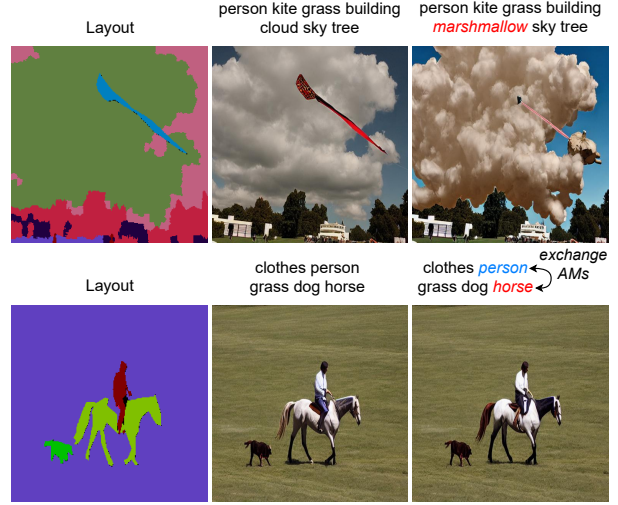 Layout
person kite grass building
cloud sky tree
person kite grass building
marshmallow sky tree
Layout
clothes person
grass dog horse
clothes person
grass dog horse
exchange
AMs